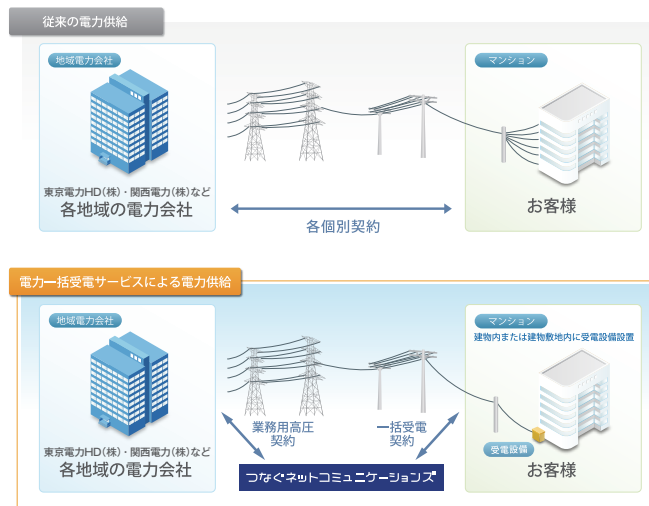 従来の電力供給
地域電力会社
マンション
東京電力HD(株)・関西電力(株)など
各地域の電力会社
お客様
各個別契約
電力一括受電サービスによる電力供給
地域電力会社
マンション
建物内または建物敷地内に受電設備設置
業務用高圧
契約
一括受電
契約
受電設備
東京電力HD(株)・関西電力(株)など
各地域の電力会社
つなぐネットコミュニケーションズ
お客様